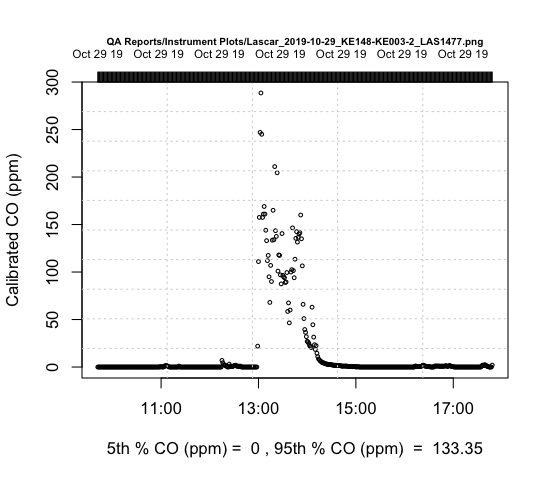 QA Reports/Instrument Plots/Lascar_2019-10-29_KE148-KE003-2_LAS1477.png
Oct 29 19 Oct 29 19 Oct 29 19 Oct 29 19 Oct 29 19 Oct 29 19 Oct 29 19
300
250
200
150
100
50
0
Calibrated CO (ppm)
11:00 13:00 15:00 17:00
5th % CO (ppm) = 0 , 95th % CO (ppm) = 133.35